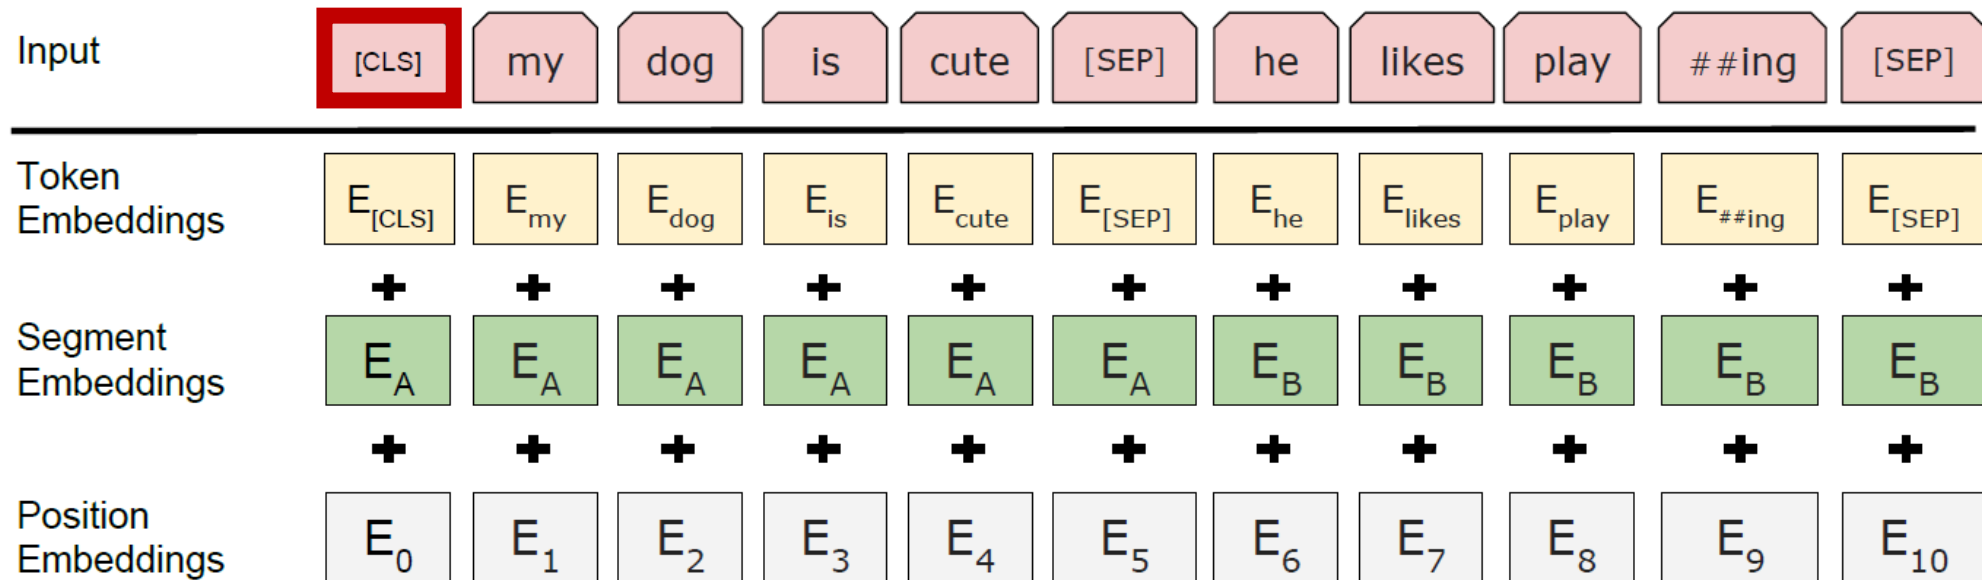 Input [CLS] my dog is cute [SEP] he likes play ##ing [SEP]
Token Embeddings E[CLS] Emy Edog Eis Ecute E[SEP] Ehe Elikes Eplay E##ing E[SEP]
Segment Embeddings EA EA EA EA EA EA EB EB EB EB EB
Position Embeddings E0 E1 E2 E3 E4 E5 E6 E7 E8 E9 E10